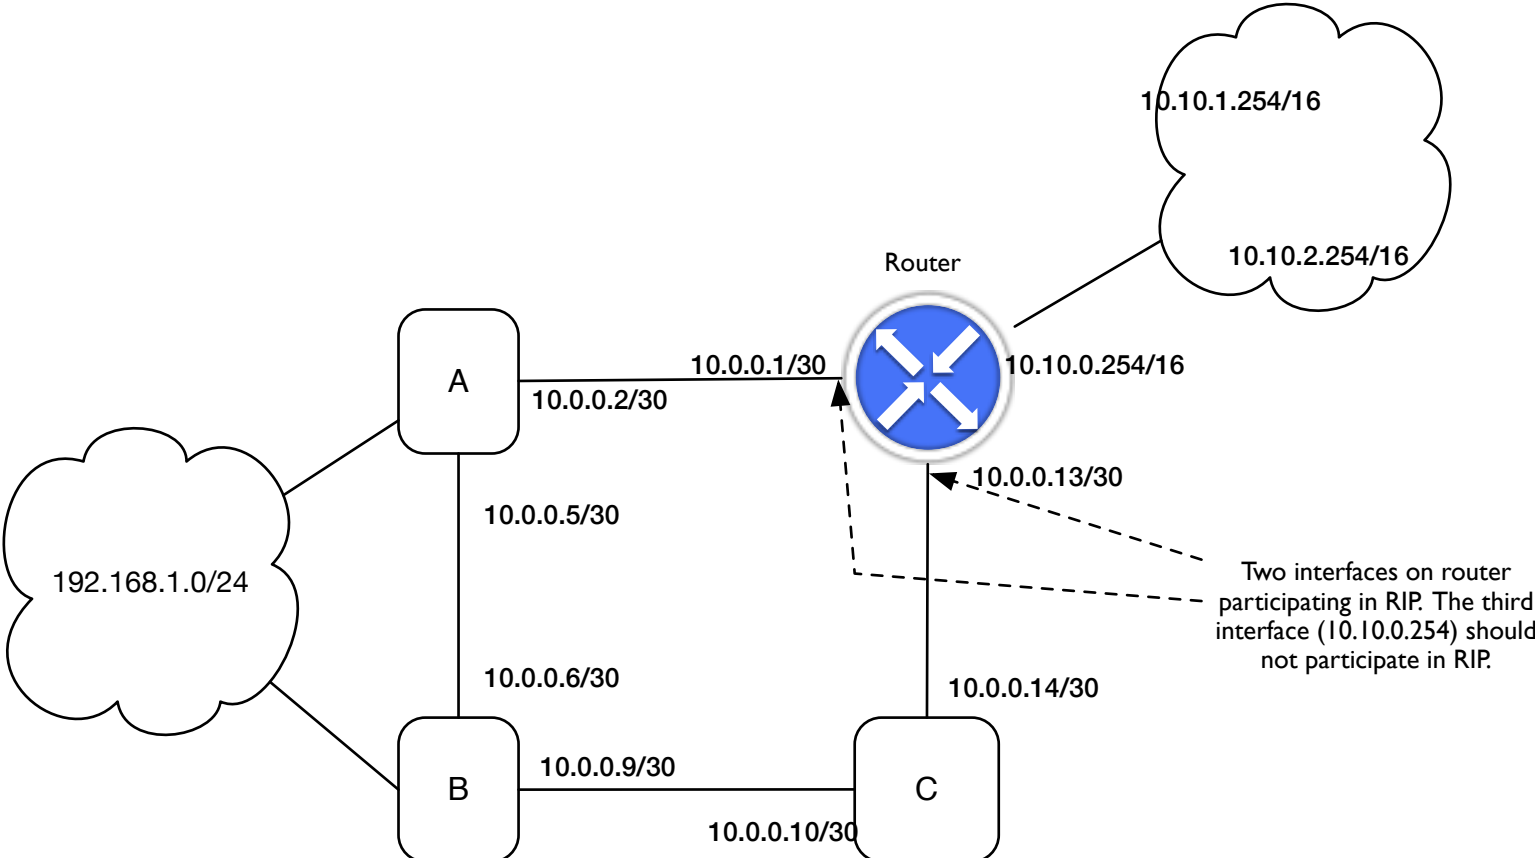 10.10.1.254/16
10.10.2.254/16
Router
A
10.0.0.1/30
10.10.0.254/16
10.0.0.2/30
10.0.0.13/30
10.0.0.5/30
192.168.1.0/24
Two interfaces on router
participating in RIP. The third
interface (10.10.0.254) should
not participate in RIP.
10.0.0.6/30
10.0.0.14/30
10.0.0.9/30
B
C
10.0.0.10/30